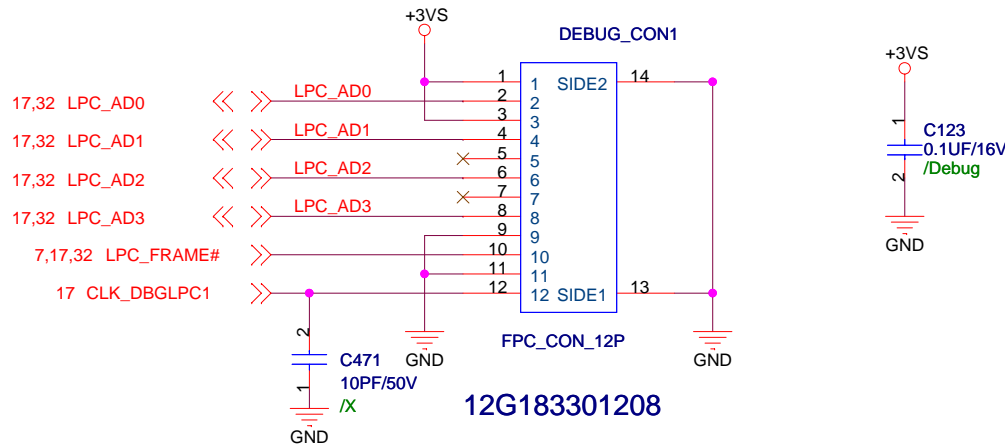 +3VS
DEBUG_CON1
+3VS
1 1 SIDE2 14
17,32 LPC_AD0 LPC_AD0 2 2
3 3
17,32 LPC_AD1 LPC_AD1 4 4
5 5
17,32 LPC_AD2 LPC_AD2 6 6
7 7
17,32 LPC_AD3 LPC_AD3 8 8
9 9
7,17,32 LPC_FRAME# 10 10
11 11
17 CLK_DBGLPC1 12 12 SIDE1 13
1
C123
0.1UF/16V
/Debug
2
GND
FPC_CON_12P
GND
GND
2
C471
10PF/50V
/X
1
GND
12G183301208